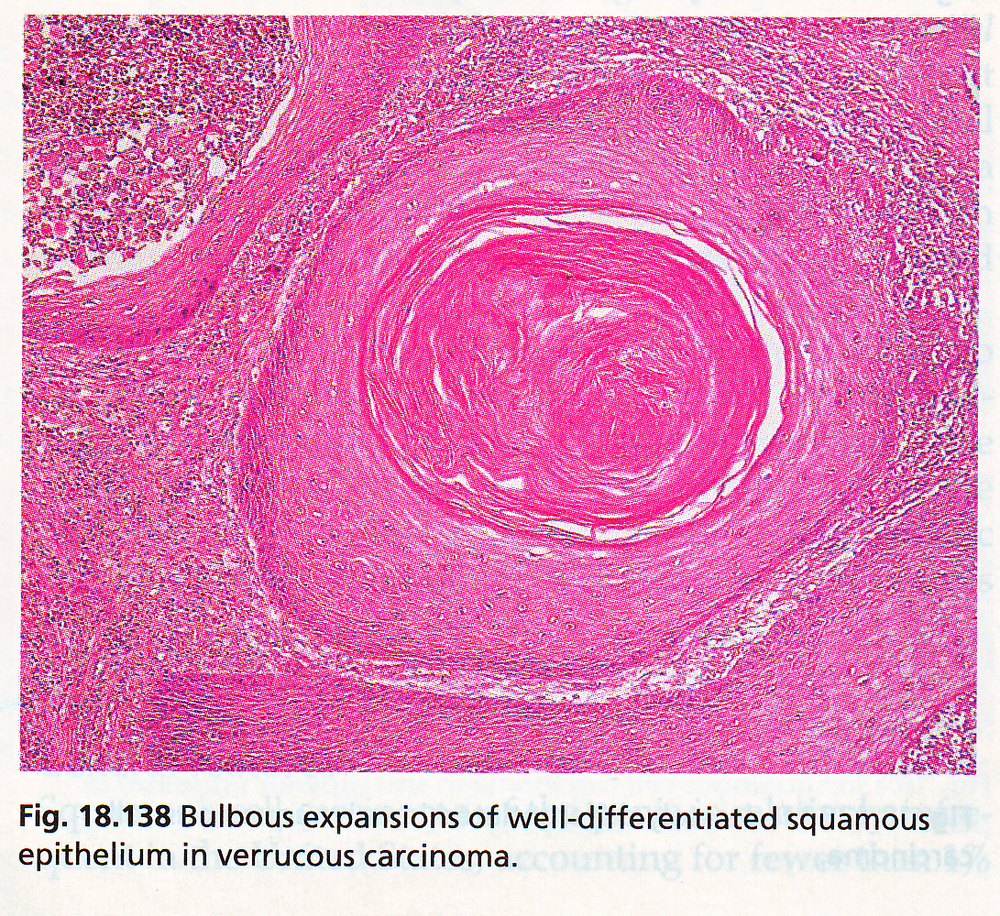 Fig. 18.138 Bulbous expansions of well-differentiated squamous
epithelium in verrucous carcinoma.